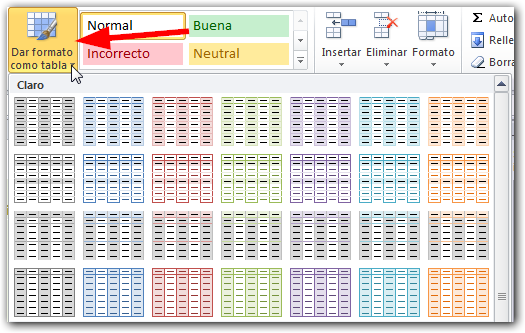 Normal
Buena
Dar formato
como tabla
Incorrecto
Neutral
Insertar
Eliminar
Formato
Σ Auto
Relle
Borra
Claro